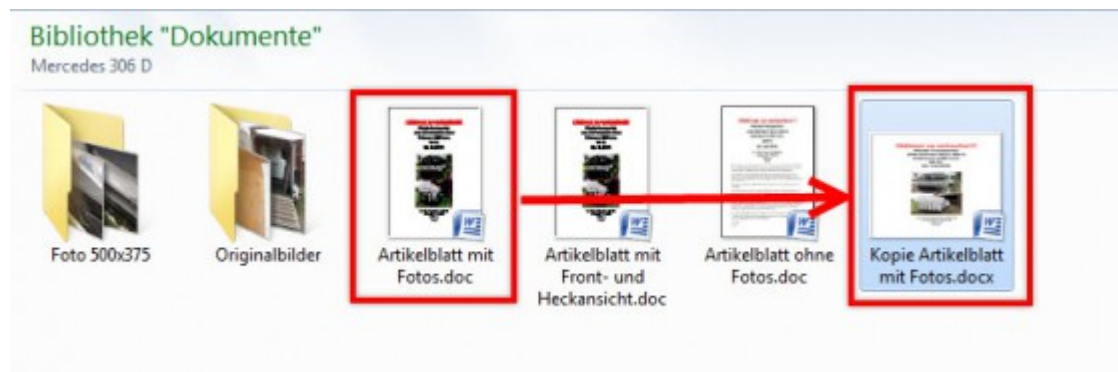 Bibliothek "Dokumente"
Mercedes 306 D
Foto 500x375
Originalbilder
Artikelblatt mit
Fotos.doc
Artikelblatt mit
Front- und
Heckansicht.doc
Artikelblatt ohne
Fotos.doc
Kopie Artikelblatt
mit Fotos.docx